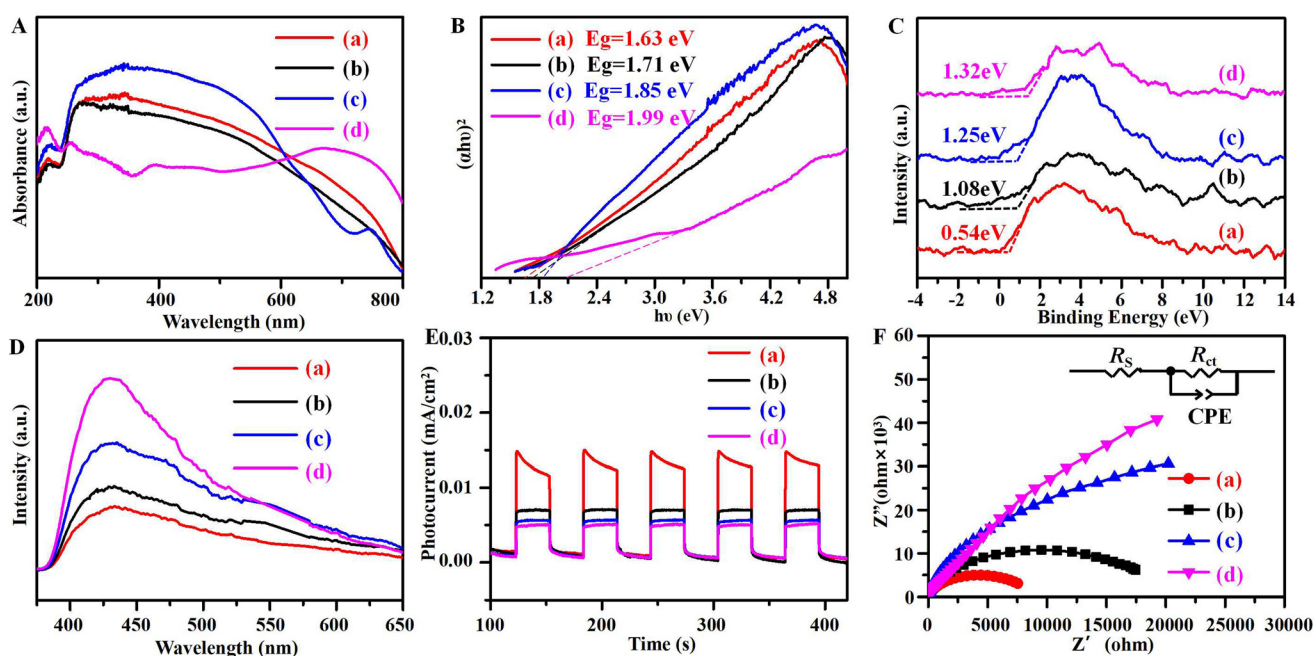 A
Absorbance (a.u.)
(a)
(b)
(c)
(d)
200 400 600 800
Wavelength (nm)
B
(αhυ)²
(a) Eg=1.63 eV
(b) Eg=1.71 eV
(c) Eg=1.85 eV
(d) Eg=1.99 eV
1.2 1.8 2.4 3.0 3.6 4.2 4.8
hυ (eV)
C
Intensity (a.u.)
1.32eV (d)
1.25eV (c)
1.08eV (b)
0.54eV (a)
-4 -2 0 2 4 6 8 10 12 14
Binding Energy (eV)
D
Intensity (a.u.)
(a)
(b)
(c)
(d)
400 450 500 550 600 650
Wavelength (nm)
E
Photocurrent (mA/cm²)
0.03
0.02
0.01
0.00
(a)
(b)
(c)
(d)
100 200 300 400
Time (s)
F
Z''(ohm×10³)
60
50
40
30
20
10
0
RS Rct
CPE
(a)
(b)
(c)
(d)
0 5000 10000 15000 20000 25000 30000
Z' (ohm)